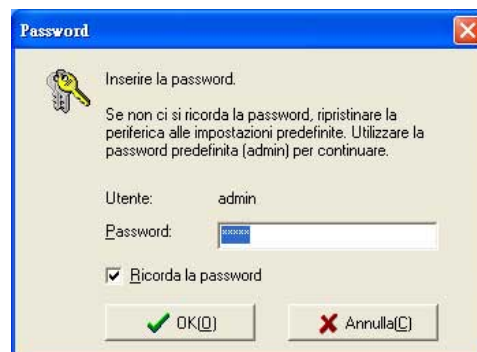 Password
Inserire la password.
Se non ci si ricorda la password, ripristinare la
periferica alle impostazioni predefinite. Utilizzare la
password predefinita (admin) per continuare.
Utente: admin
Password: xxxxx
Ricorda la password
OK(O) Annulla(C)